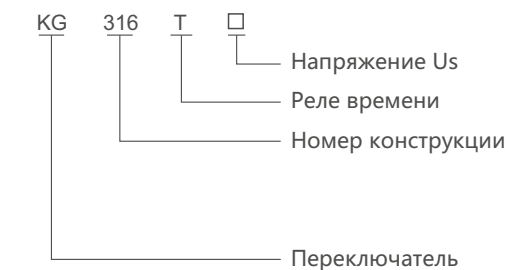 KG 316 T □
Напряжение Us
Реле времени
Номер конструкции
Переключатель